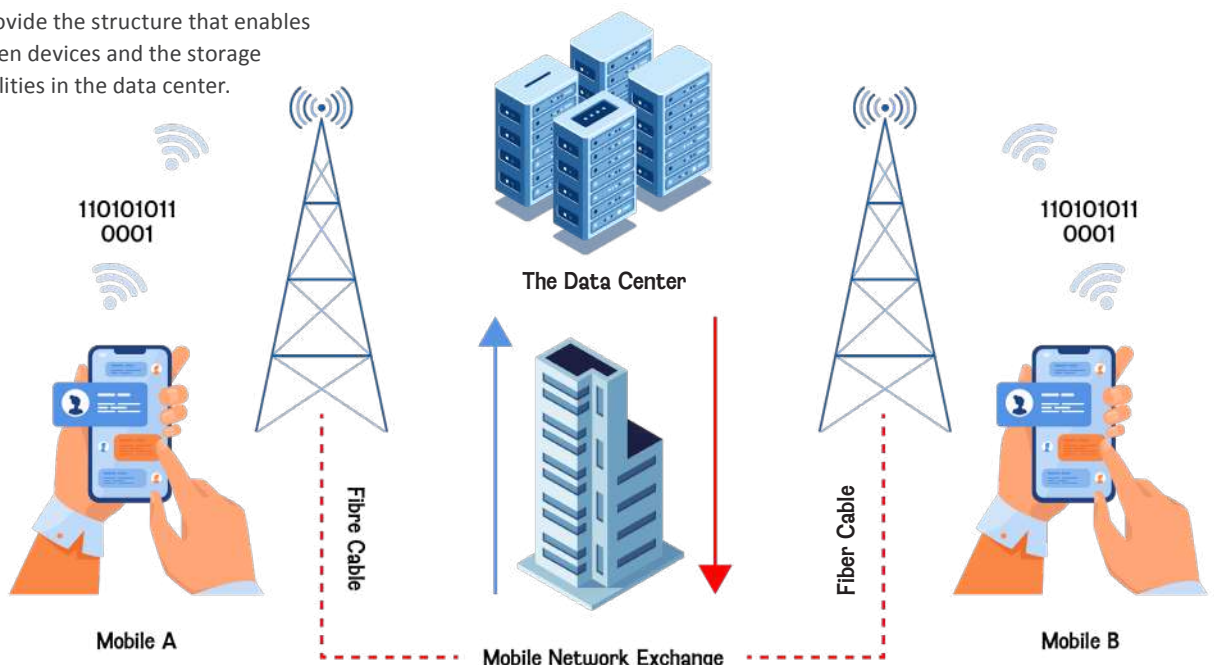 ovide the structure that enables
en devices and the storage
lities in the data center.
110101011
0001
110101011
0001
The Data Center
Fibre Cable
Fiber Cable
Mobile A
Mobile Network Exchange
Mobile B